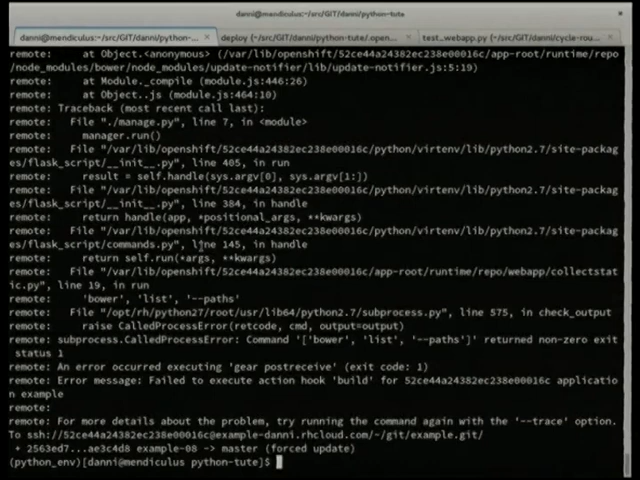 danni@mendiculus:~/src/GIT/danni/python-tute
danni@mendiculus:~/src/GIT/danni/python-... × deploy (~/src/GIT/danni/python-tute/.open... × test_webapp.py (~/src/GIT/danni/cycle-rou... ×
remote:     at Object.<anonymous> (/var/lib/openshift/52ce44a24382ec238e00016c/app-root/runtime/repo
/node_modules/bower/node_modules/update-notifier/lib/update-notifier.js:5:19)
remote:     at Module._compile (module.js:446:26)
remote:     at Object..js (module.js:464:10)
remote: Traceback (most recent call last):
remote:   File "./manage.py", line 7, in <module>
remote:     manager.run()
remote:   File "/var/lib/openshift/52ce44a24382ec238e00016c/python/virtenv/lib/python2.7/site-packag
es/flask_script/__init__.py", line 405, in run
remote:     result = self.handle(sys.argv[0], sys.argv[1:])
remote:   File "/var/lib/openshift/52ce44a24382ec238e00016c/python/virtenv/lib/python2.7/site-packag
es/flask_script/__init__.py", line 384, in handle
remote:     return handle(app, *positional_args, **kwargs)
remote:   File "/var/lib/openshift/52ce44a24382ec238e00016c/python/virtenv/lib/python2.7/site-packag
es/flask_script/commands.py", line 145, in handle
remote:     return self.run(*args, **kwargs)
remote:   File "/var/lib/openshift/52ce44a24382ec238e00016c/app-root/runtime/repo/webapp/collectstat
ic.py", line 19, in run
remote:     'bower', 'list', '--paths'
remote:   File "/opt/rh/python27/root/usr/lib64/python2.7/subprocess.py", line 575, in check_output
remote:     raise CalledProcessError(retcode, cmd, output=output)
remote: subprocess.CalledProcessError: Command '['bower', 'list', '--paths']' returned non-zero exit
 status 1
remote: An error occurred executing 'gear postreceive' (exit code: 1)
remote: Error message: Failed to execute action hook 'build' for 52ce44a24382ec238e00016c applicatio
n example
remote:
remote: For more details about the problem, try running the command again with the '--trace' option.
To ssh://52ce44a24382ec238e00016c@example-danni.rhcloud.com/~/git/example.git/
 + 2563ed7...ae3c4d8 example-08 -> master (forced update)
(python_env)[danni@mendiculus python-tute]$